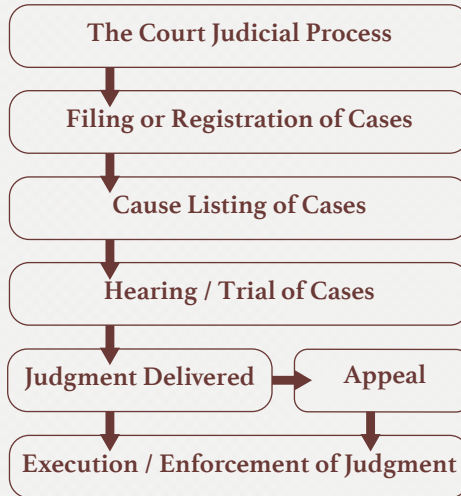 The Court Judicial Process
Filing or Registration of Cases
Cause Listing of Cases
Hearing / Trial of Cases
Judgment Delivered
Appeal
Execution / Enforcement of Judgment